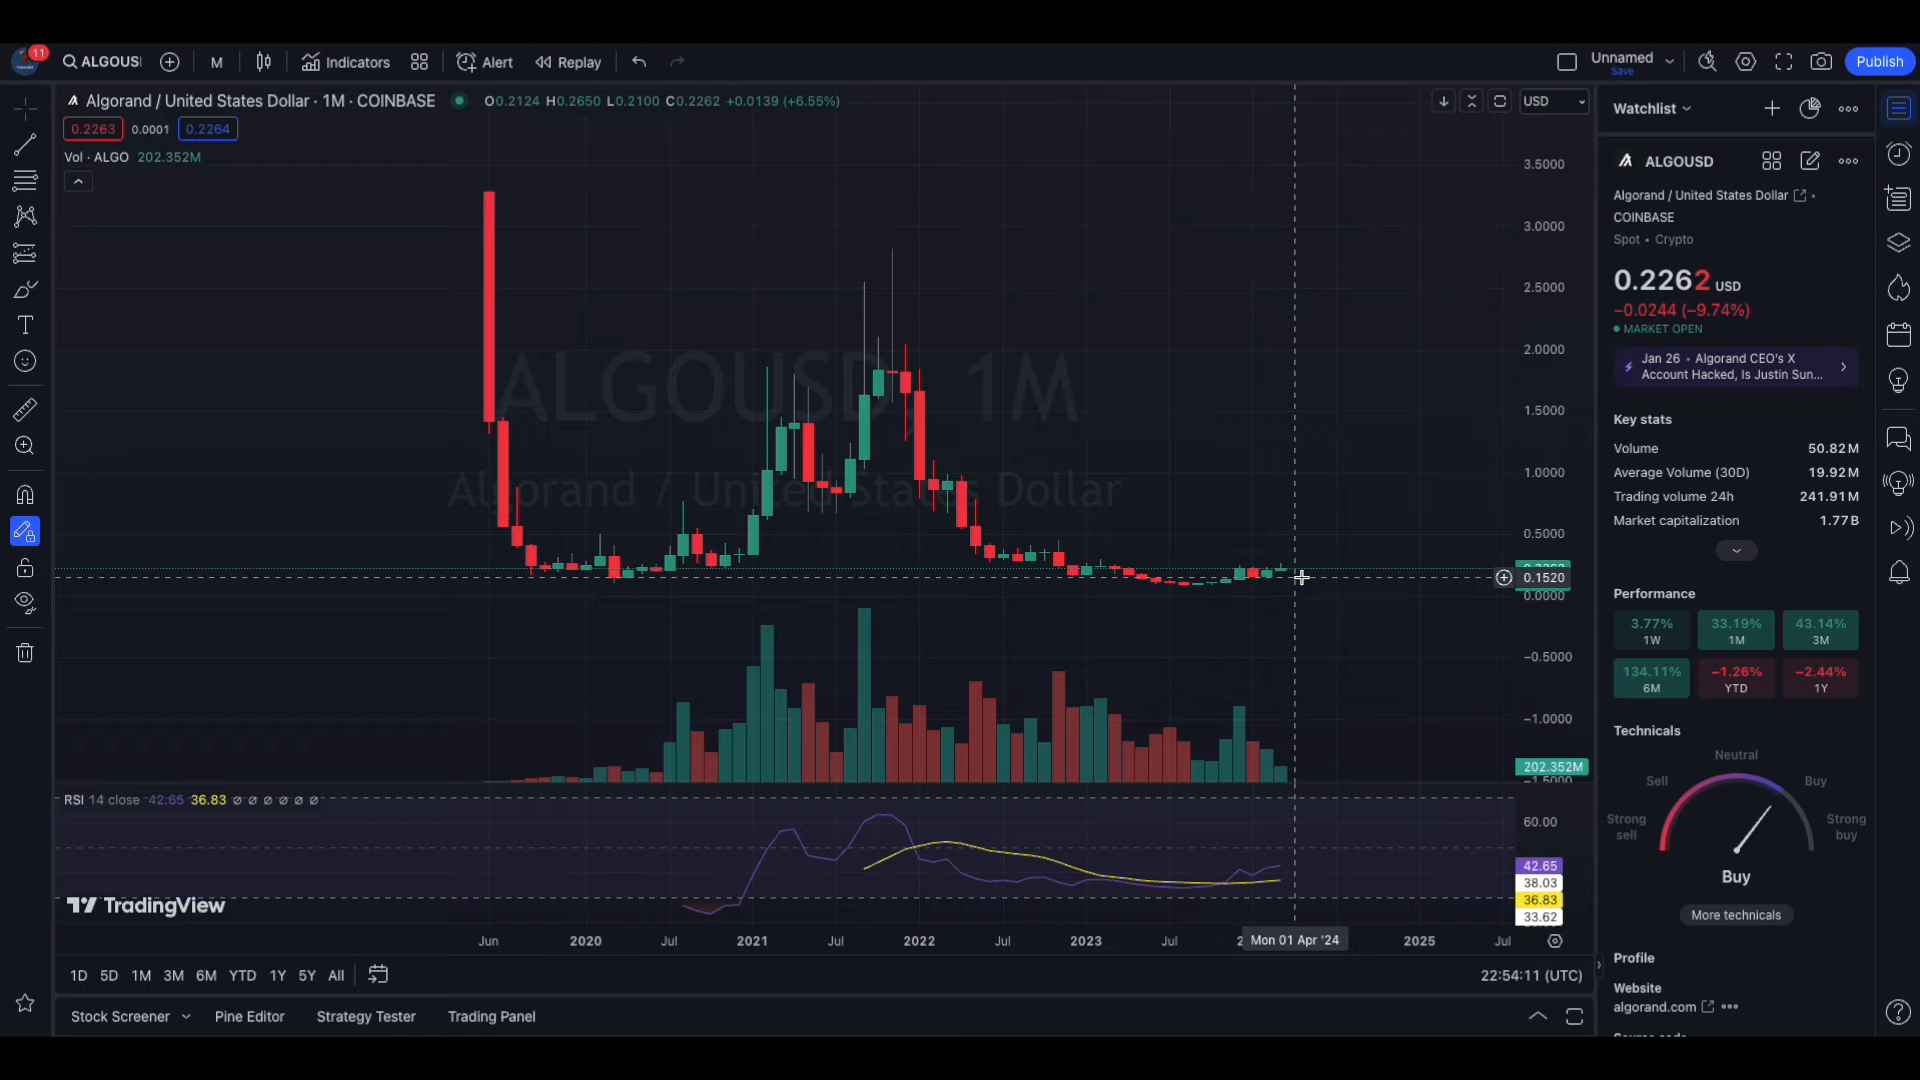 11
ALGOUSI
M
Indicators
Alert
Replay
Unnamed
Save
Publish
Algorand / United States Dollar · 1M · COINBASE
O0.2124 H0.2650 L0.2100 C0.2262 +0.0139 (+6.55%)
USD
0.2263 0.0001 0.2264
Vol · ALGO 202.352M
ALGOUSD, 1M
Algorand / United States Dollar
3.5000
3.0000
2.5000
2.0000
1.5000
1.0000
0.5000
0.1520
0.0000
−0.5000
−1.0000
202.352M
−1.5000
RSI 14 close 42.65 36.83 ∅ ∅ ∅ ∅ ∅ ∅
60.00
42.65
38.03
36.83
33.62
TradingView
Jun 2020 Jul 2021 Jul 2022 Jul 2023 Jul Mon 01 Apr '24 2025 Jul
1D 5D 1M 3M 6M YTD 1Y 5Y All
22:54:11 (UTC)
Stock Screener
Pine Editor
Strategy Tester
Trading Panel
Watchlist
ALGOUSD
Algorand / United States Dollar •
COINBASE
Spot • Crypto
0.2262 USD
−0.0244 (−9.74%)
MARKET OPEN
Jan 26 • Algorand CEO's X
Account Hacked, Is Justin Sun...
Key stats
Volume 50.82M
Average Volume (30D) 19.92M
Trading volume 24h 241.91M
Market capitalization 1.77B
Performance
3.77% 33.19% 43.14%
1W 1M 3M
134.11% −1.26% −2.44%
6M YTD 1Y
Technicals
Neutral
Sell Buy
Strong sell
Strong buy
Buy
More technicals
Profile
Website
algorand.com